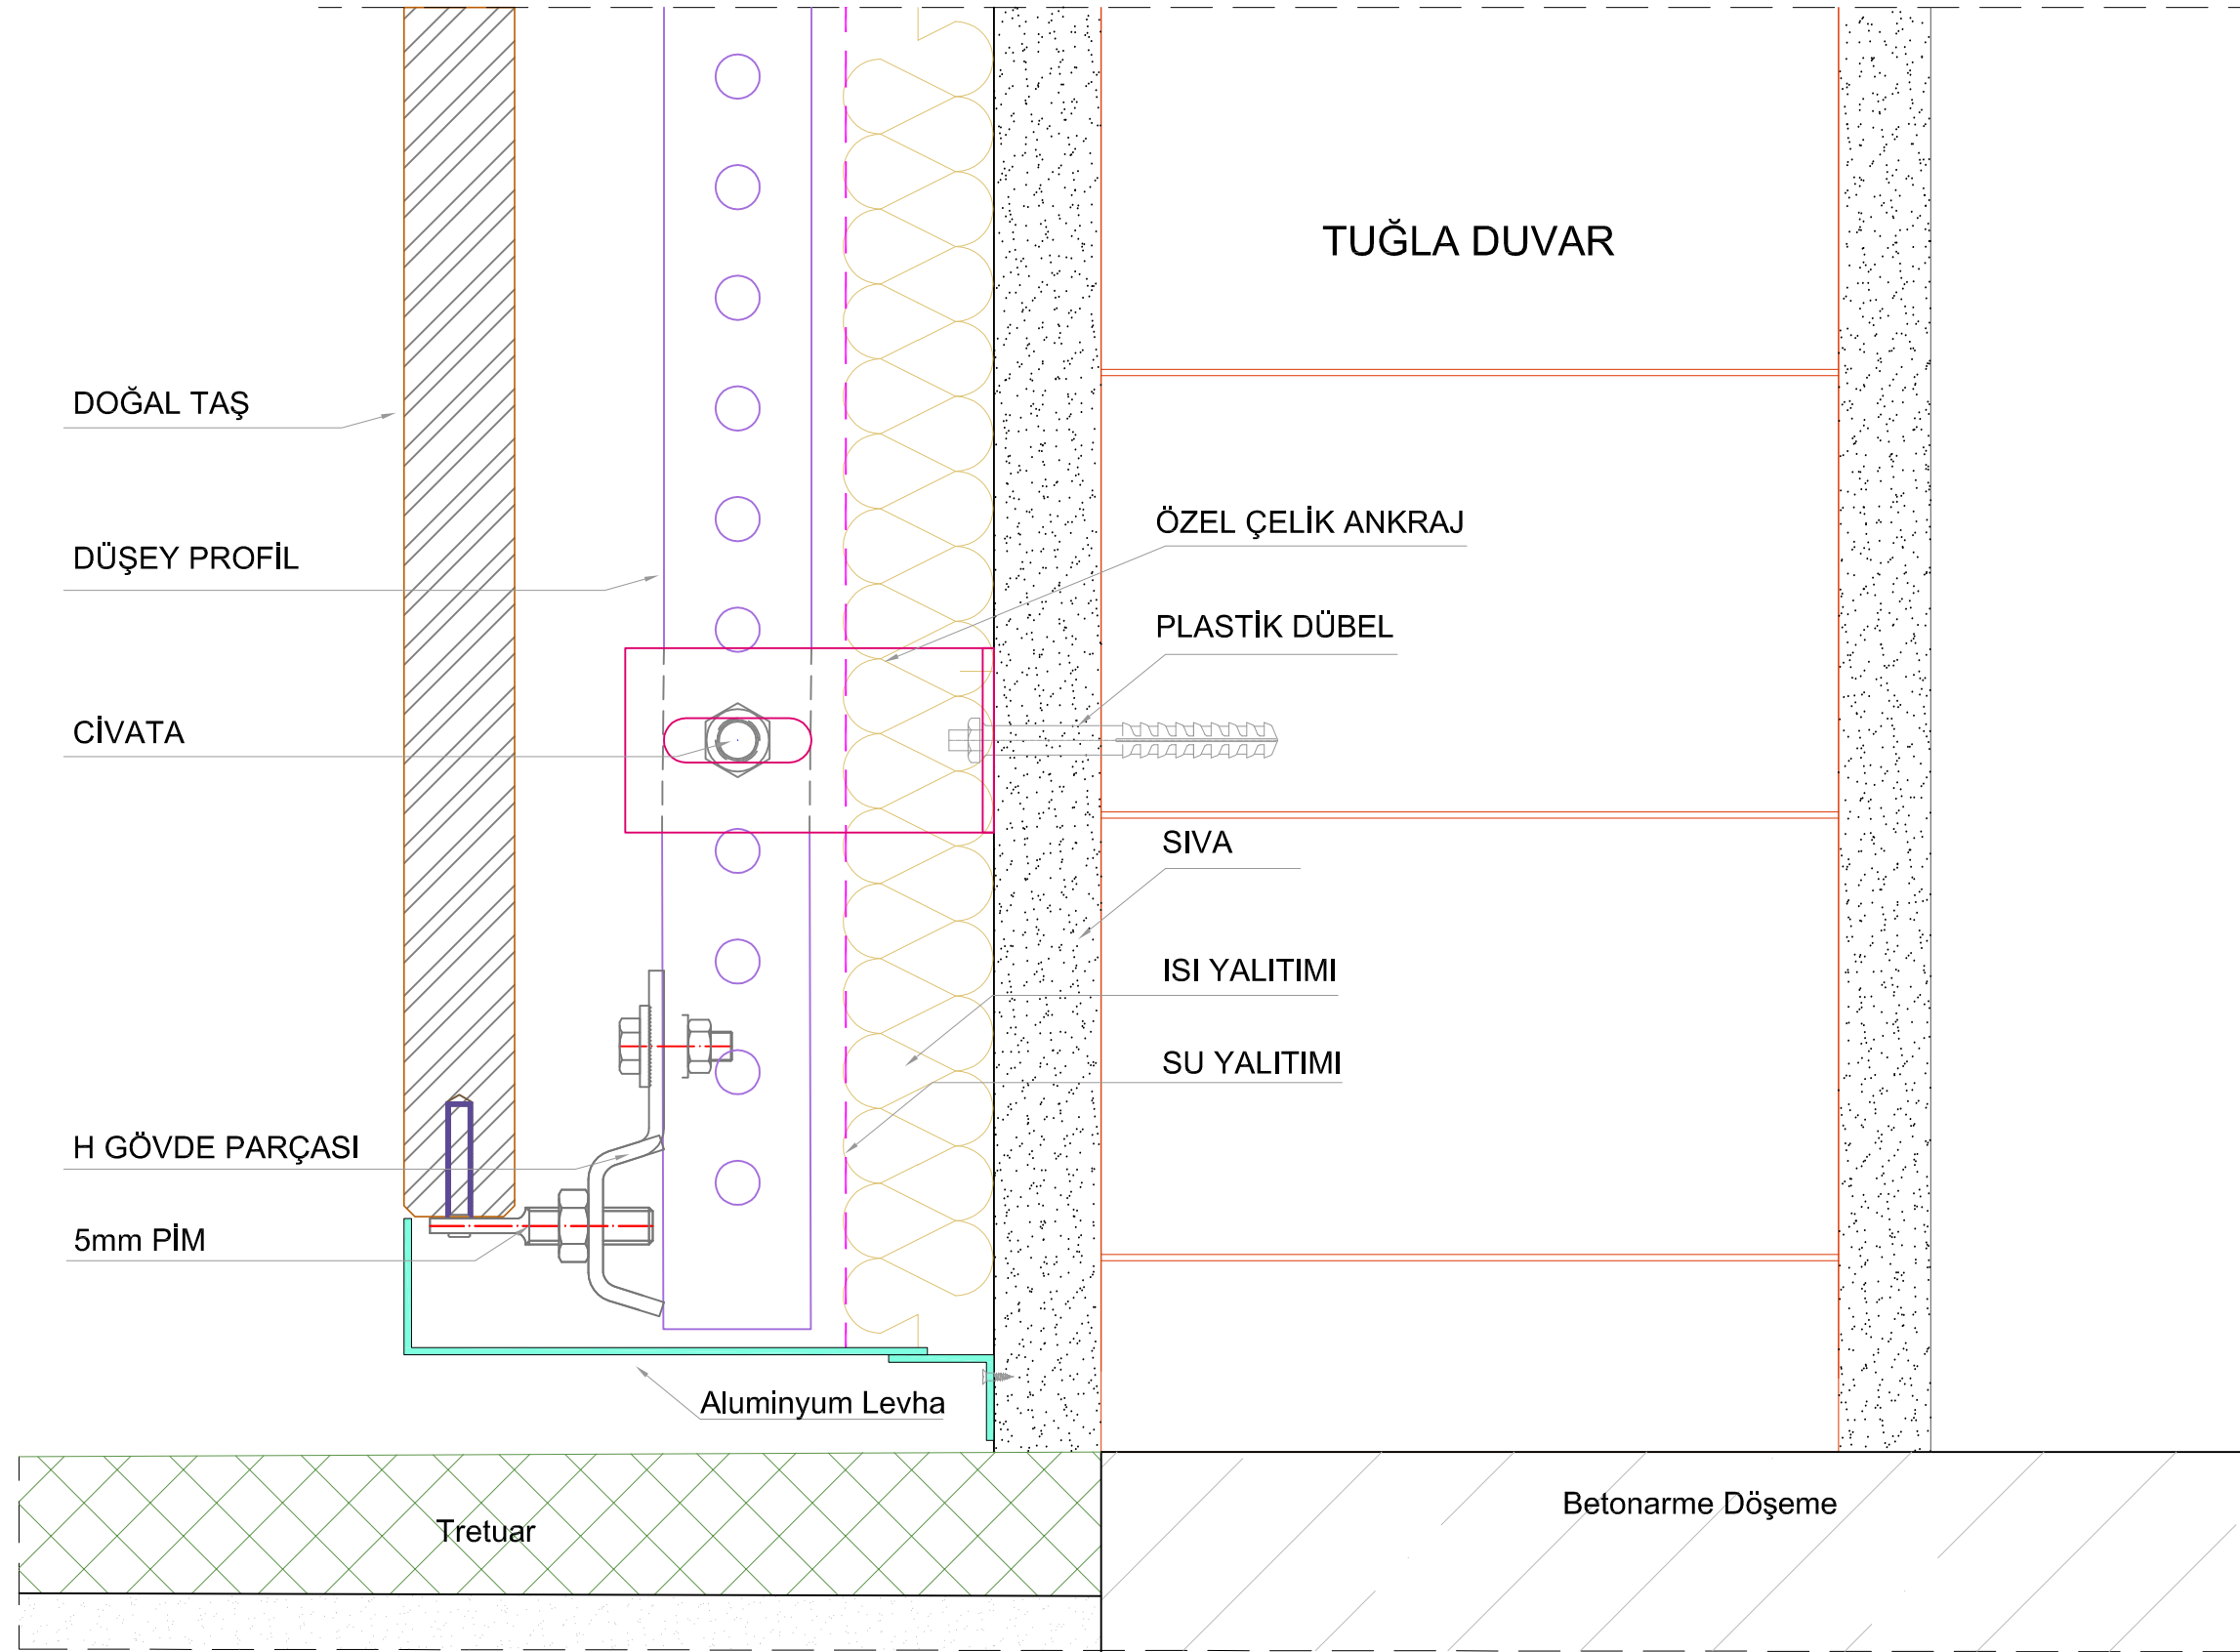 TUĞLA DUVAR
DOĞAL TAŞ
DÜŞEY PROFİL
CİVATA
H GÖVDE PARÇASI
5mm PİM
ÖZEL ÇELİK ANKRAJ
PLASTİK DÜBEL
SIVA
ISI YALITIMI
SU YALITIMI
Aluminyum Levha
Tretuar
Betonarme Döşeme